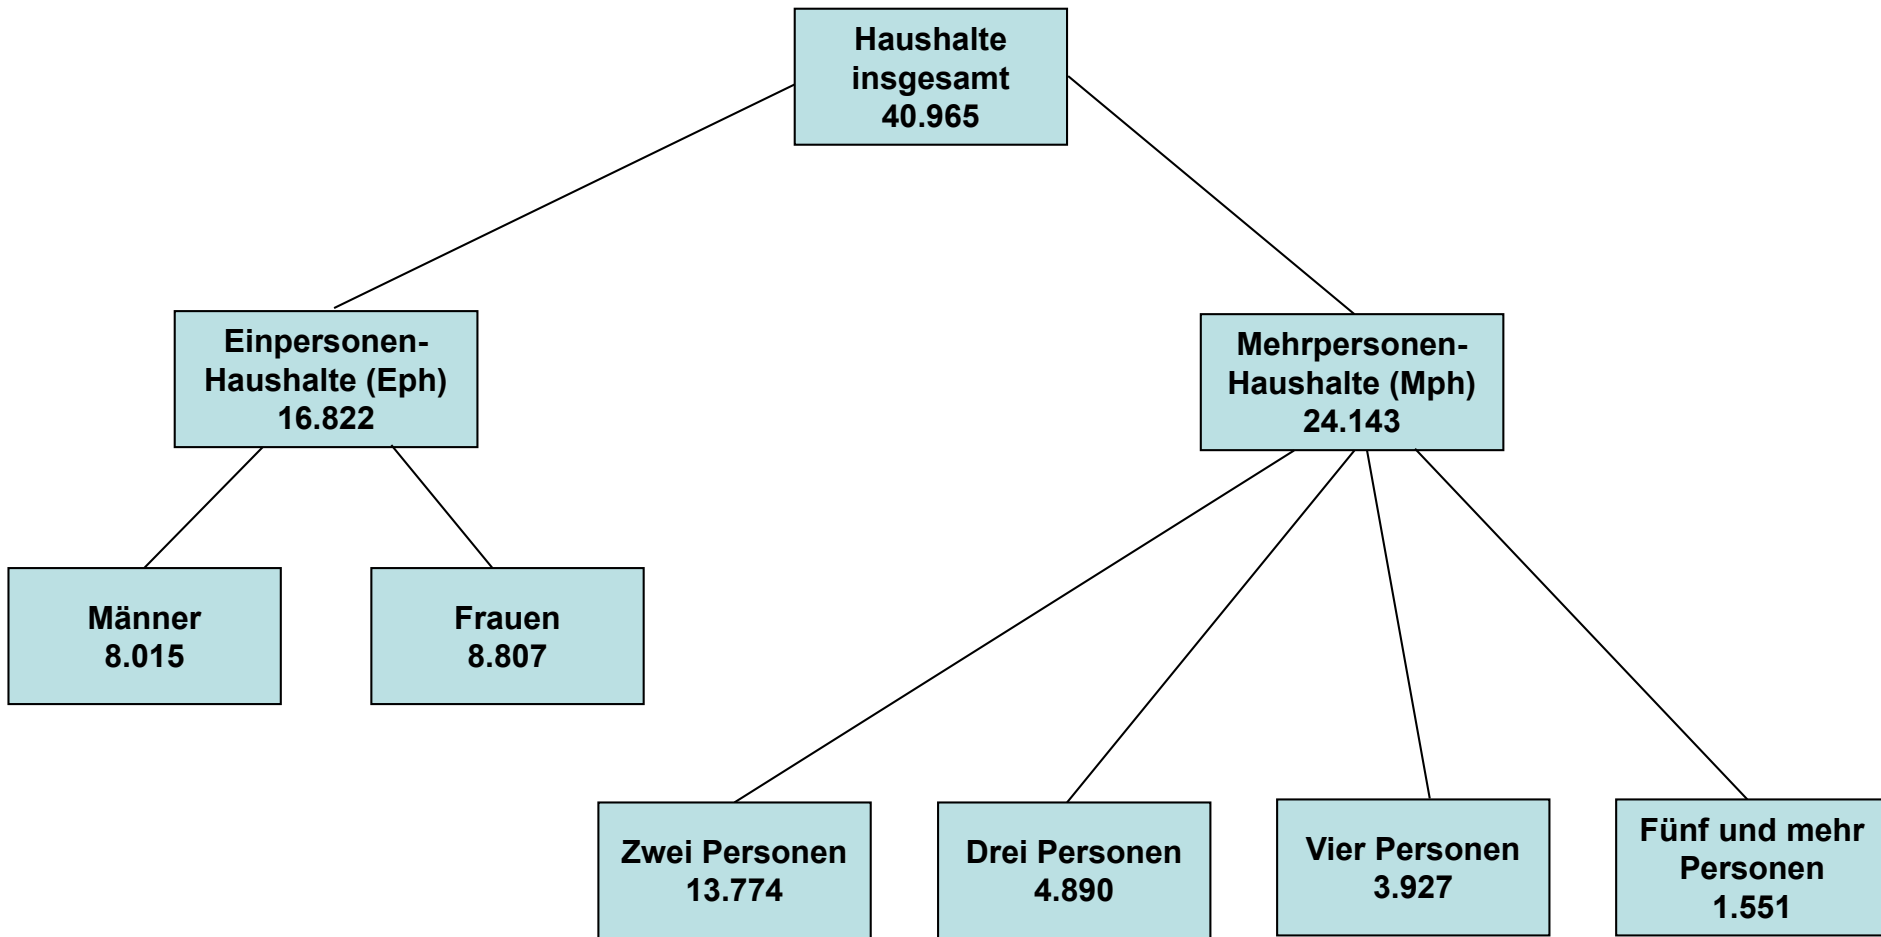 Haushalte
insgesamt
40.965
Einpersonen-
Haushalte (Eph)
16.822
Mehrpersonen-
Haushalte (Mph)
24.143
Männer
8.015
Frauen
8.807
Zwei Personen
13.774
Drei Personen
4.890
Vier Personen
3.927
Fünf und mehr
Personen
1.551